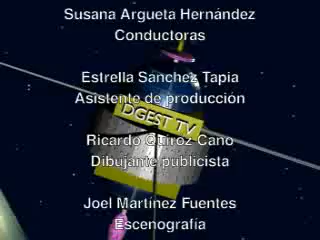 Susana Argueta Hernández
Conductoras
Estrella Sánchez Tapia
Asistente de producción
DGEST TV
Ricardo Quiroz Cano
Dibujante publicista
Joel Martínez Fuentes
Escenografía